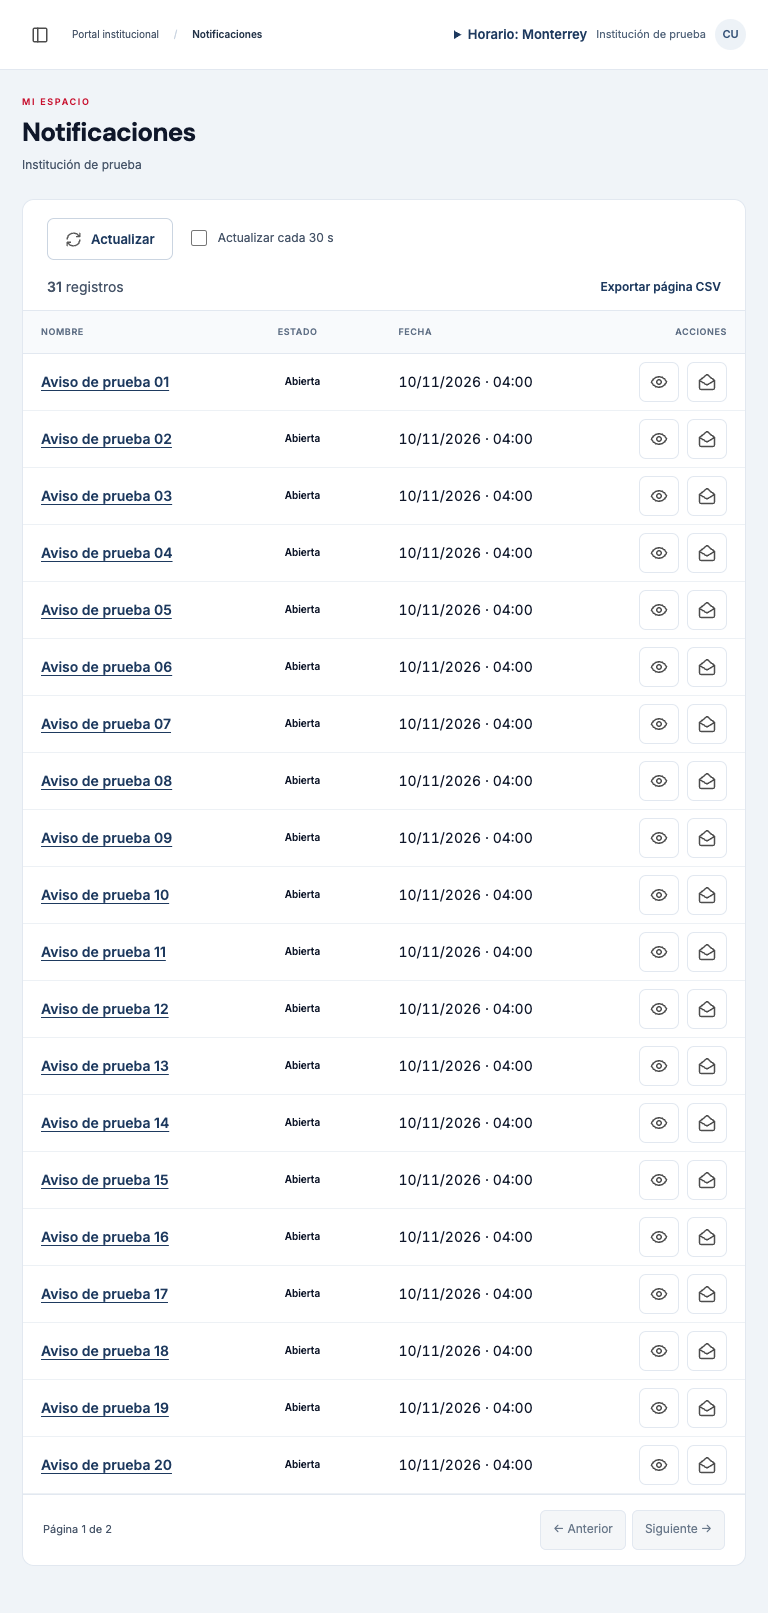 Portal institucional / Notificaciones ▶ Horario: Monterrey Institución de prueba CU
MI ESPACIO
Notificaciones
Institución de prueba
Actualizar Actualizar cada 30 s
31 registros Exportar página CSV
NOMBRE ESTADO FECHA ACCIONES
Aviso de prueba 01 Abierta 10/11/2026 · 04:00
Aviso de prueba 02 Abierta 10/11/2026 · 04:00
Aviso de prueba 03 Abierta 10/11/2026 · 04:00
Aviso de prueba 04 Abierta 10/11/2026 · 04:00
Aviso de prueba 05 Abierta 10/11/2026 · 04:00
Aviso de prueba 06 Abierta 10/11/2026 · 04:00
Aviso de prueba 07 Abierta 10/11/2026 · 04:00
Aviso de prueba 08 Abierta 10/11/2026 · 04:00
Aviso de prueba 09 Abierta 10/11/2026 · 04:00
Aviso de prueba 10 Abierta 10/11/2026 · 04:00
Aviso de prueba 11 Abierta 10/11/2026 · 04:00
Aviso de prueba 12 Abierta 10/11/2026 · 04:00
Aviso de prueba 13 Abierta 10/11/2026 · 04:00
Aviso de prueba 14 Abierta 10/11/2026 · 04:00
Aviso de prueba 15 Abierta 10/11/2026 · 04:00
Aviso de prueba 16 Abierta 10/11/2026 · 04:00
Aviso de prueba 17 Abierta 10/11/2026 · 04:00
Aviso de prueba 18 Abierta 10/11/2026 · 04:00
Aviso de prueba 19 Abierta 10/11/2026 · 04:00
Aviso de prueba 20 Abierta 10/11/2026 · 04:00
Página 1 de 2 ← Anterior Siguiente →